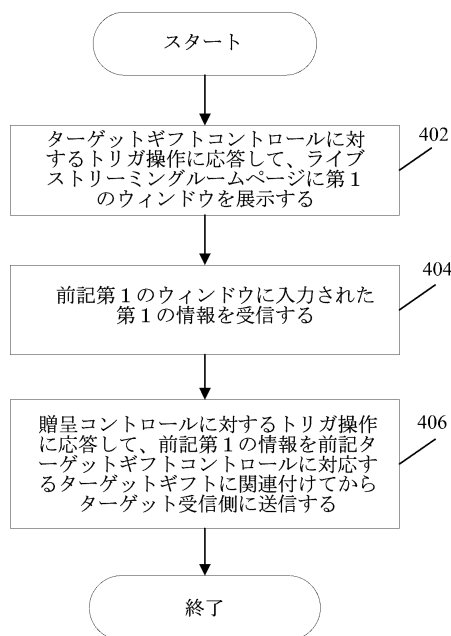 スタート
ターゲットギフトコントロールに対
するトリガ操作に応答して、ライブ
ストリーミングルームページに第１
のウィンドウを展示する
402
前記第１のウィンドウに入力された
第１の情報を受信する
404
贈呈コントロールに対するトリガ操作
に応答して、前記第１の情報を前記タ
ーゲットギフトコントロールに対応す
るターゲットギフトに関連付けてから
ターゲット受信側に送信する
406
終了